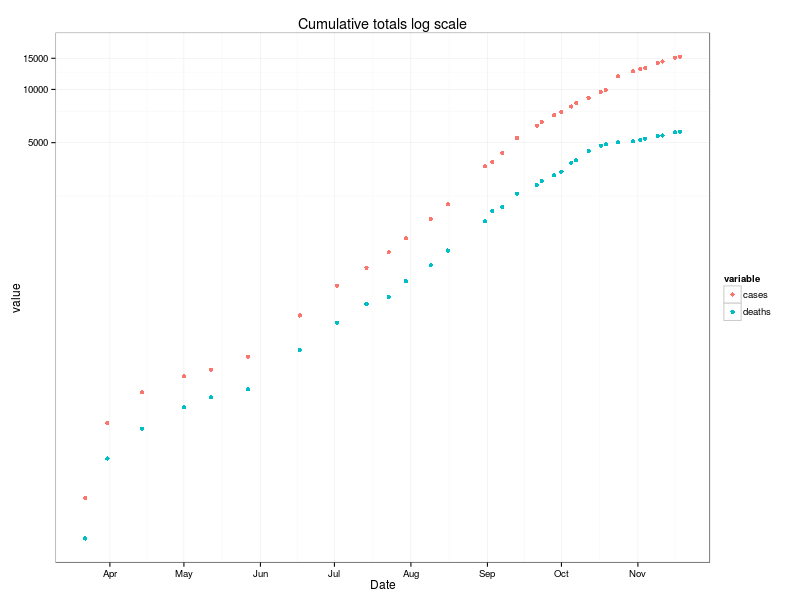 Cumulative totals log scale
15000
10000
5000
value
Apr May Jun Jul Aug Sep Oct Nov
Date
variable
cases
deaths